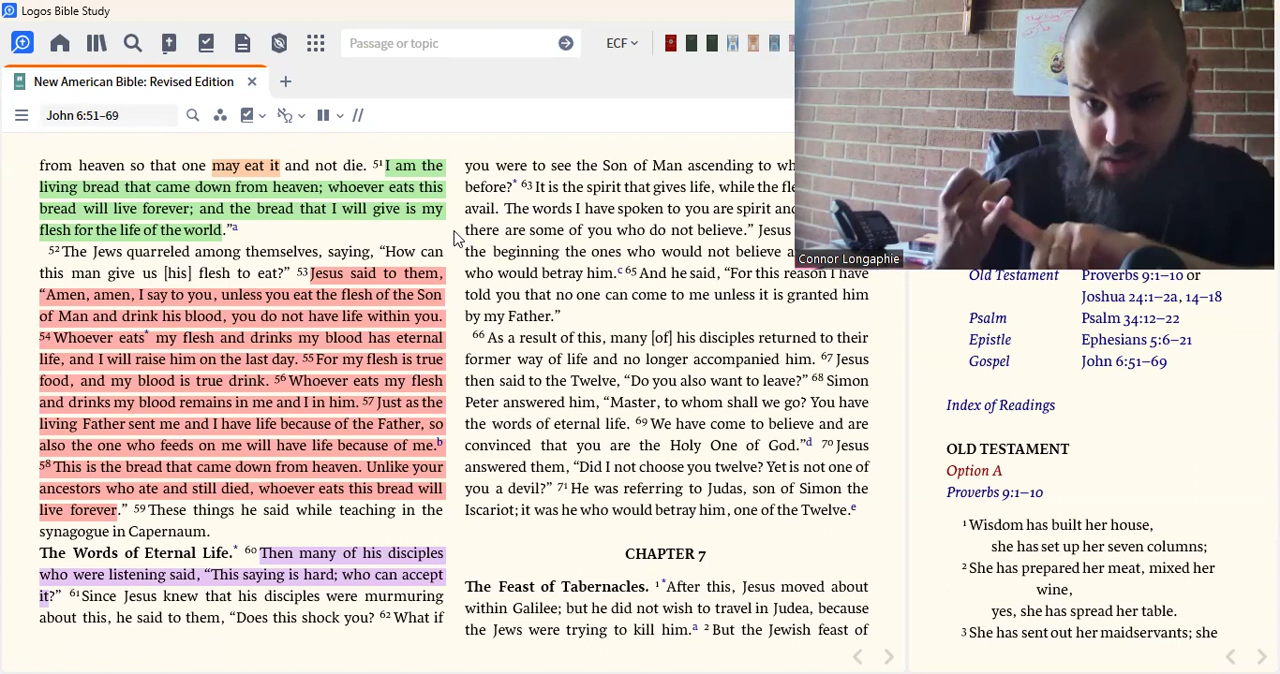 Logos Bible Study
Passage or topic
ECF
New American Bible: Revised Edition
John 6:51–69
from heaven so that one may eat it and not die. 51 I am the
living bread that came down from heaven; whoever eats this
bread will live forever; and the bread that I will give is my
flesh for the life of the world.” a
52 The Jews quarreled among themselves, saying, “How can
this man give us [his] flesh to eat?” 53 Jesus said to them,
“Amen, amen, I say to you, unless you eat the flesh of the Son
of Man and drink his blood, you do not have life within you.
54 Whoever eats* my flesh and drinks my blood has eternal
life, and I will raise him on the last day. 55 For my flesh is true
food, and my blood is true drink. 56 Whoever eats my flesh
and drinks my blood remains in me and I in him. 57 Just as the
living Father sent me and I have life because of the Father, so
also the one who feeds on me will have life because of me. b
58 This is the bread that came down from heaven. Unlike your
ancestors who ate and still died, whoever eats this bread will
live forever.” 59 These things he said while teaching in the
synagogue in Capernaum.
The Words of Eternal Life.* 60 Then many of his disciples
who were listening said, “This saying is hard; who can accept
it?” 61 Since Jesus knew that his disciples were murmuring
about this, he said to them, “Does this shock you? 62 What if
you were to see the Son of Man ascending to
before?* 63 It is the spirit that gives life, while the
avail. The words I have spoken to you are spirit
there are some of you who do not believe.” Jesus
the beginning the ones who would not believe
who would betray him. c 65 And he said, “For this reason I have
told you that no one can come to me unless it is granted him
by my Father.”
66 As a result of this, many [of] his disciples returned to their
former way of life and no longer accompanied him. 67 Jesus
then said to the Twelve, “Do you also want to leave?” 68 Simon
Peter answered him, “Master, to whom shall we go? You have
the words of eternal life. 69 We have come to believe and are
convinced that you are the Holy One of God.” d 70 Jesus
answered them, “Did I not choose you twelve? Yet is not one of
you a devil?” 71 He was referring to Judas, son of Simon the
Iscariot; it was he who would betray him, one of the Twelve. e
CHAPTER 7
The Feast of Tabernacles. 1 * After this, Jesus moved about
within Galilee; but he did not wish to travel in Judea, because
the Jews were trying to kill him. a 2 But the Jewish feast of
Connor Longaphie
Old Testament Proverbs 9:1–10 or
Joshua 24:1–2a, 14–18
Psalm Psalm 34:12–22
Epistle Ephesians 5:6–21
Gospel John 6:51–69
Index of Readings
OLD TESTAMENT
Option A
Proverbs 9:1–10
1 Wisdom has built her house,
she has set up her seven columns;
2 She has prepared her meat, mixed her
wine,
yes, she has spread her table.
3 She has sent out her maidservants; she